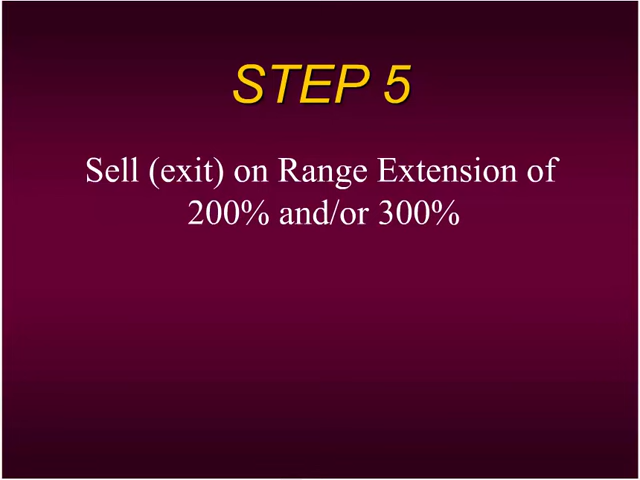 STEP 5
Sell (exit) on Range Extension of
200% and/or 300%